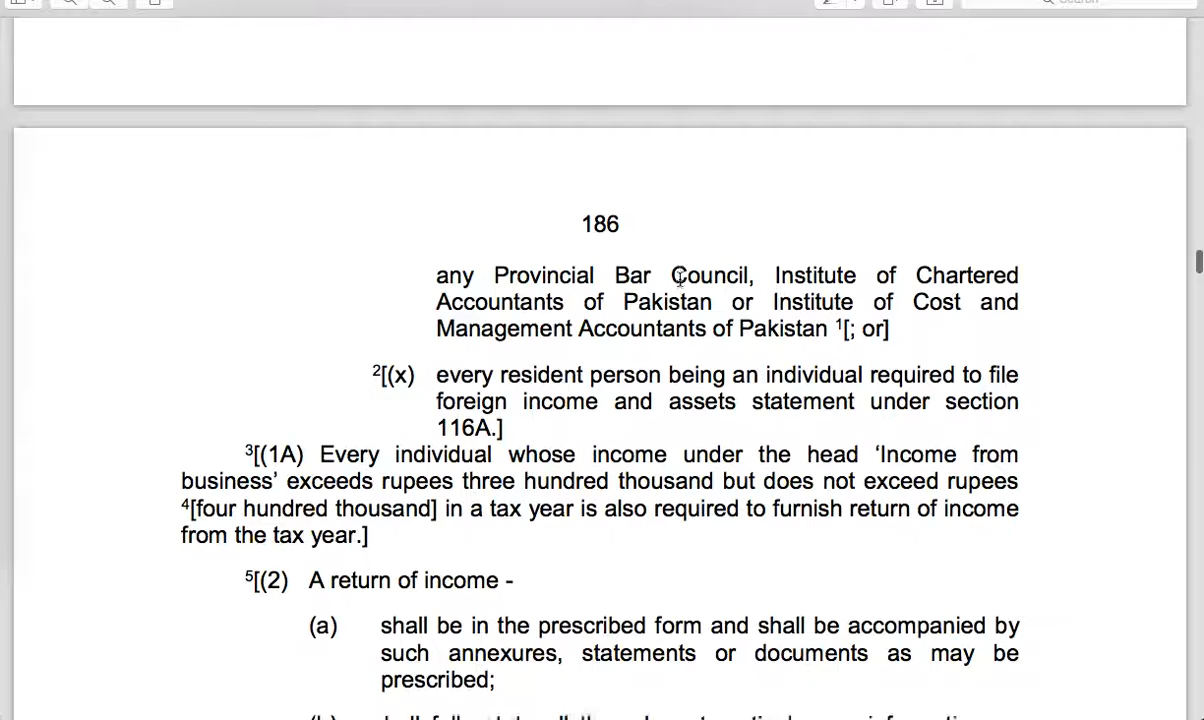 Search
186
any Provincial Bar Council, Institute of Chartered
Accountants of Pakistan or Institute of Cost and
Management Accountants of Pakistan ¹[; or]
²[(x) every resident person being an individual required to file
foreign income and assets statement under section
116A.]
³[(1A) Every individual whose income under the head ‘Income from
business’ exceeds rupees three hundred thousand but does not exceed rupees
⁴[four hundred thousand] in a tax year is also required to furnish return of income
from the tax year.]
⁵[(2) A return of income -
(a) shall be in the prescribed form and shall be accompanied by
such annexures, statements or documents as may be
prescribed;